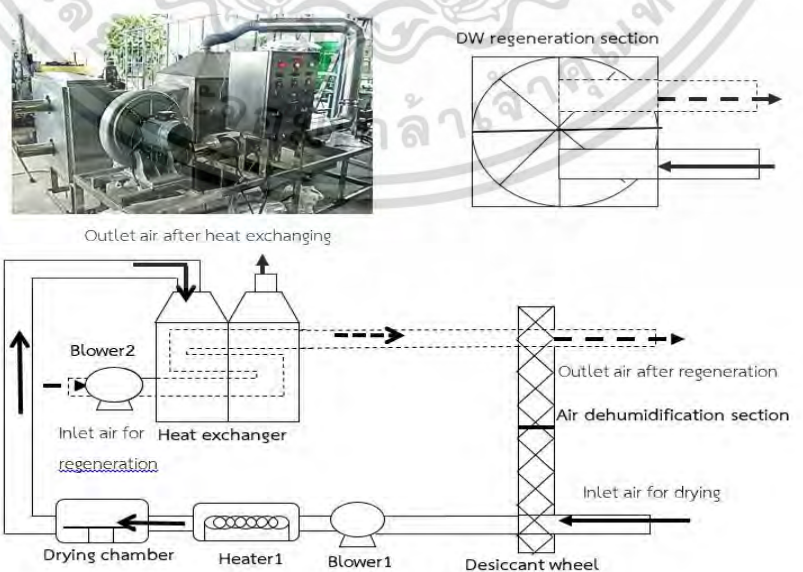 DW regeneration section
Outlet air after heat exchanging
Blower2
Inlet air for
regeneration
Heat exchanger
Outlet air after regeneration
Air dehumidification section
Inlet air for drying
Drying chamber
Heater1
Blower1
Desiccant wheel